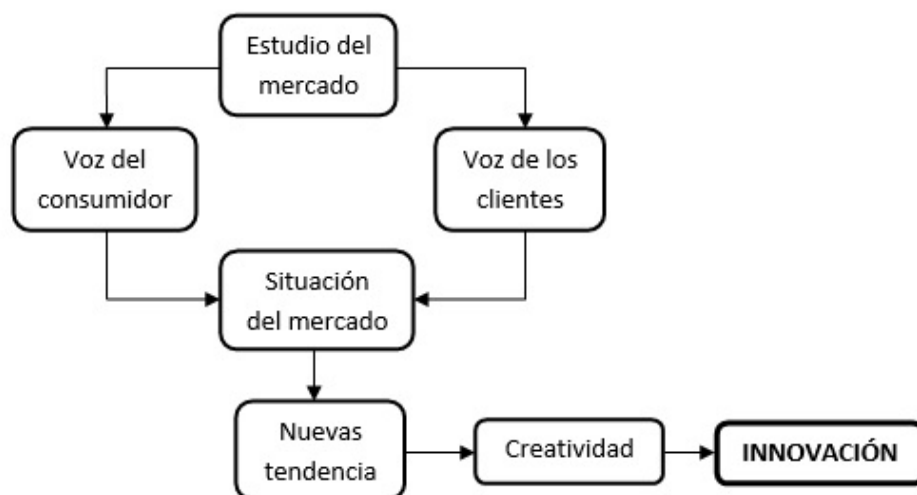 Estudio del
mercado
Voz del
consumidor
Voz de los
clientes
Situación
del mercado
Nuevas
tendencia
Creatividad
INNOVACIÓN